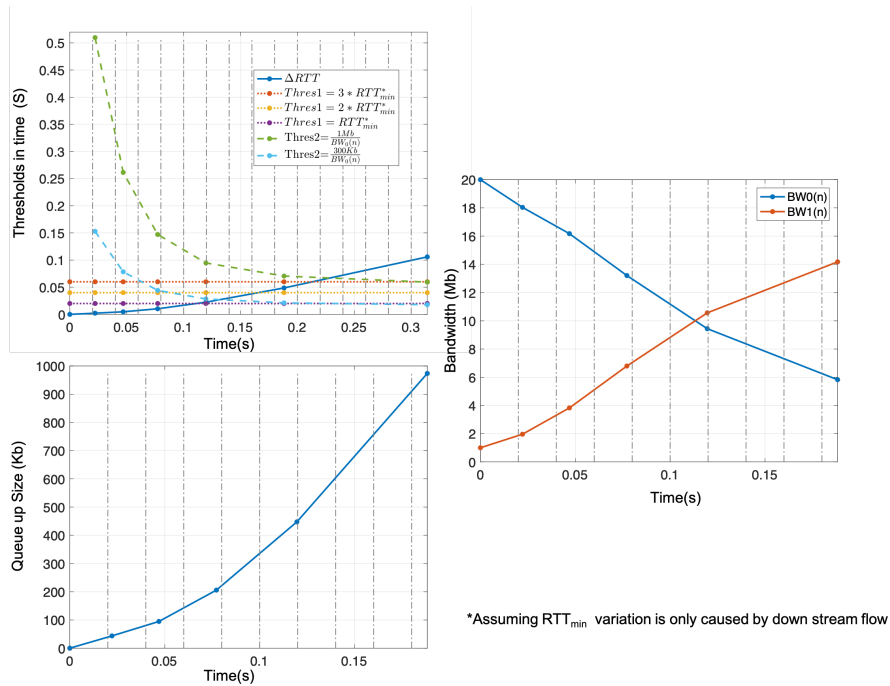 Thresholds in time (S)
0.5
0.45
0.4
0.35
0.3
0.25
0.2
0.15
0.1
0.05
0
ΔRTT
Thres1 = 3 * RTT*min
Thres1 = 2 * RTT*min
Thres1 = RTT*min
Thres2= 1Mb/BW0(n)
Thres2= 300Kb/BW0(n)
0 0.05 0.1 0.15 0.2 0.25 0.3
Time(s)
Queue up Size (Kb)
1000
900
800
700
600
500
400
300
200
100
0
0 0.05 0.1 0.15
Time(s)
Bandwidth (Mb)
20
18
16
14
12
10
8
6
4
2
0
BW0(n)
BW1(n)
0 0.05 0.1 0.15
Time(s)
*Assuming RTTmin variation is only caused by down stream flow